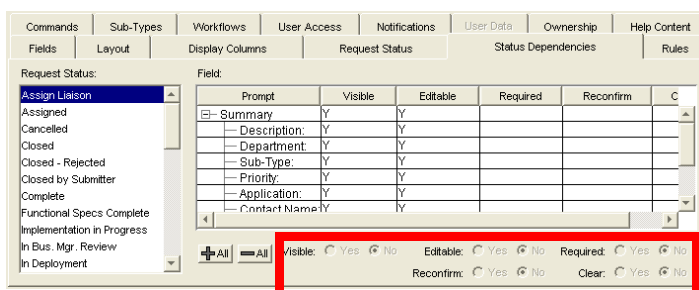 Commands Sub-Types Workflows User Access Notifications User Data Ownership Help Content
Fields Layout Display Columns Request Status Status Dependencies Rules
Request Status: Field:
Assign Liaison
Assigned
Cancelled
Closed
Closed - Rejected
Closed by Submitter
Complete
Functional Specs Complete
Implementation in Progress
In Bus. Mgr. Review
In Deployment
Prompt Visible Editable Required Reconfirm C
Summary Y Y
Description: Y Y
Department: Y Y
Sub-Type: Y Y
Priority: Y Y
Application: Y Y
Contact Name: Y Y
All All Visible: Yes No Editable: Yes No Required: Yes No
Reconfirm: Yes No Clear: Yes No